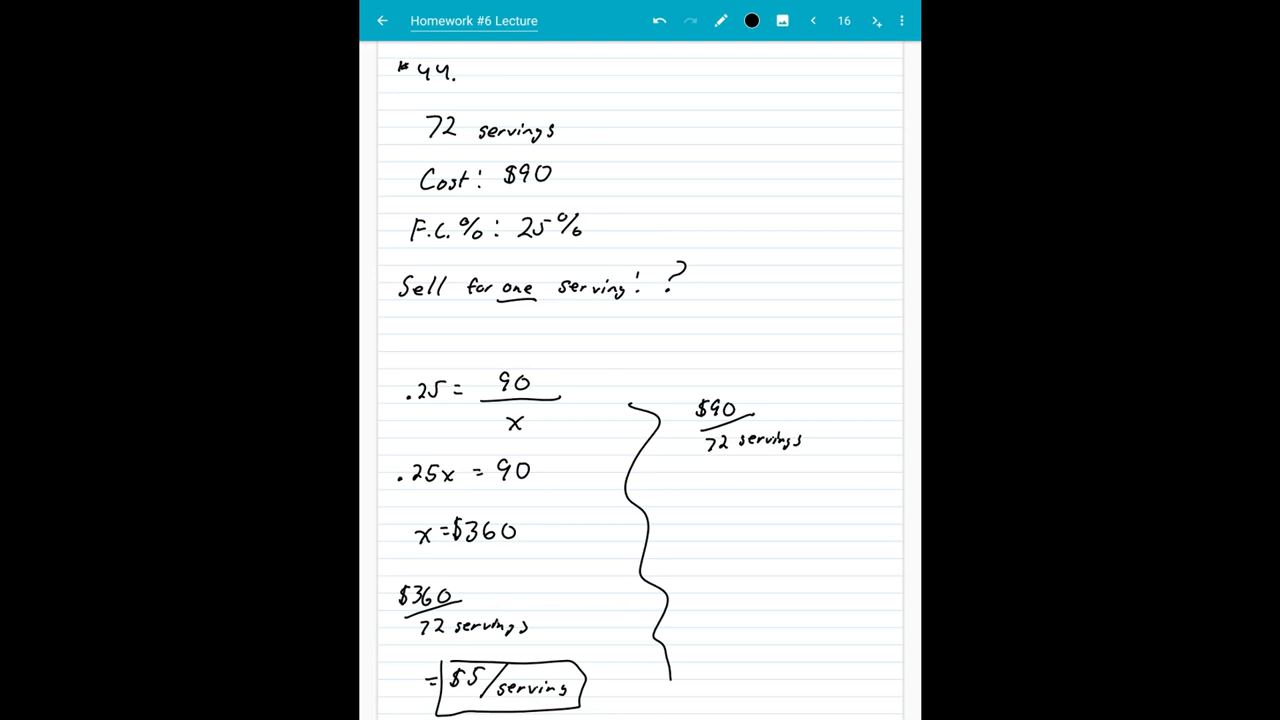 Homework #6 Lecture
16
*44.
72 servings
Cost: $90
F.C.%: 25%
Sell for one serving: ?
.25 = 90
x
.25x = 90
x = $360
$360
72 servings
= $5/serving
$90
72 servings